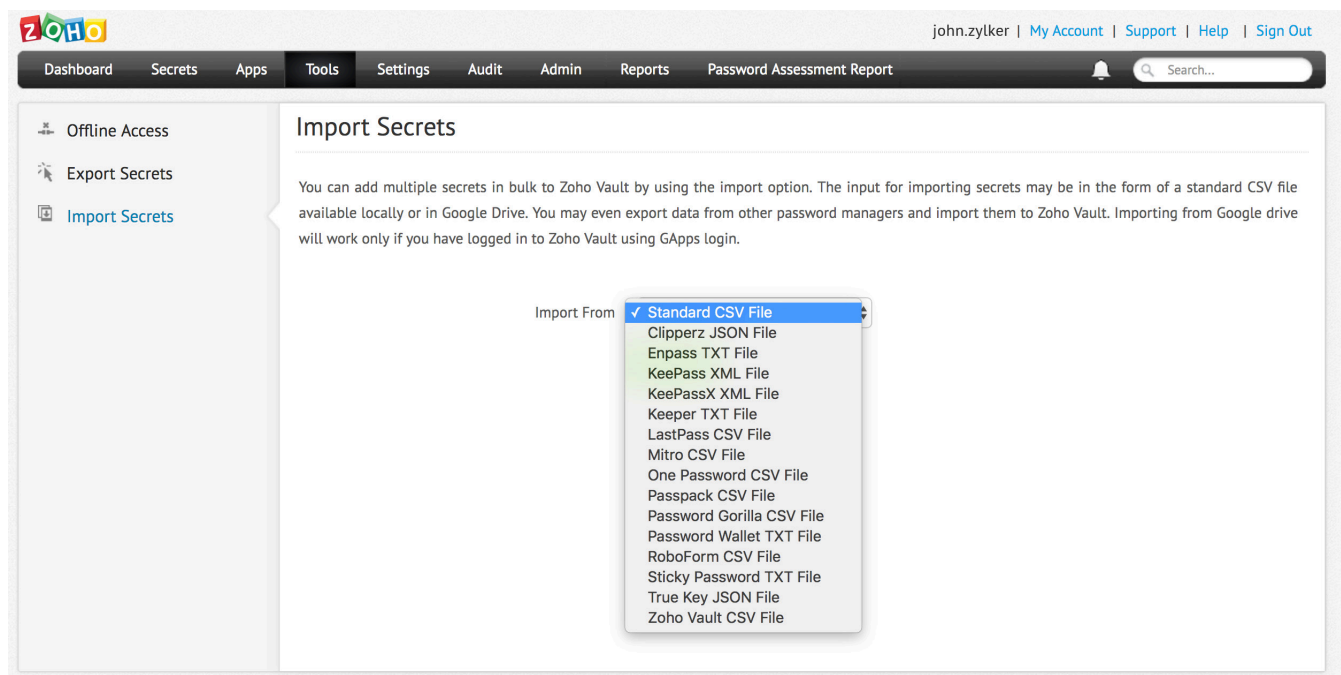 ZOHO
john.zylker | My Account | Support | Help | Sign Out
Dashboard Secrets Apps Tools Settings Audit Admin Reports Password Assessment Report Search...
Offline Access
Export Secrets
Import Secrets
Import Secrets
You can add multiple secrets in bulk to Zoho Vault by using the import option. The input for importing secrets may be in the form of a standard CSV file
available locally or in Google Drive. You may even export data from other password managers and import them to Zoho Vault. Importing from Google drive
will work only if you have logged in to Zoho Vault using GApps login.
Import From ✓ Standard CSV File
Clipperz JSON File
Enpass TXT File
KeePass XML File
KeePassX XML File
Keeper TXT File
LastPass CSV File
Mitro CSV File
One Password CSV File
Passpack CSV File
Password Gorilla CSV File
Password Wallet TXT File
RoboForm CSV File
Sticky Password TXT File
True Key JSON File
Zoho Vault CSV File